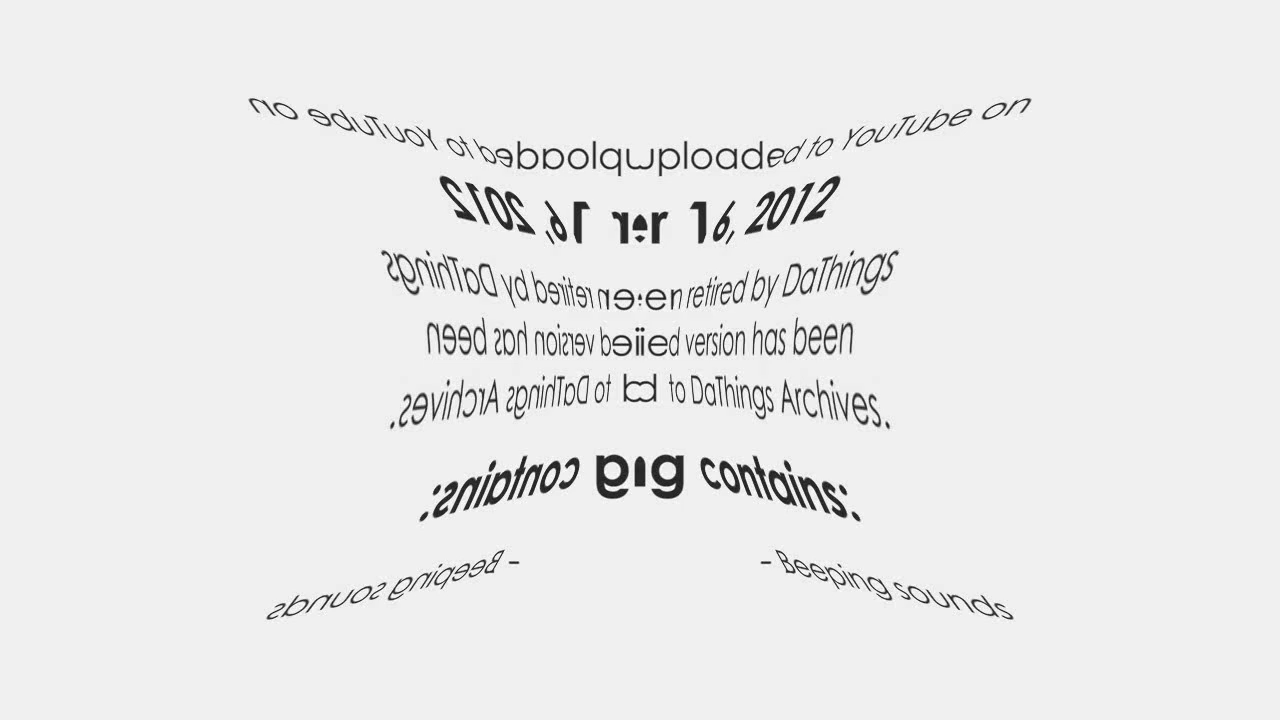 uploaded to YouTube on
16, 2012
retired by DaThings
version has been
to DaThings Archives.
contains:
- Beeping sounds